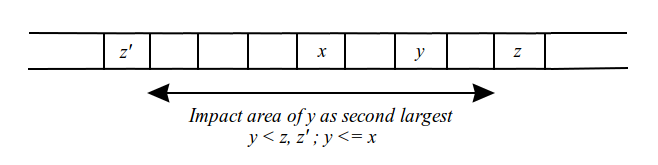 z' x y z
Impact area of y as second largest
y < z, z' ; y <= x